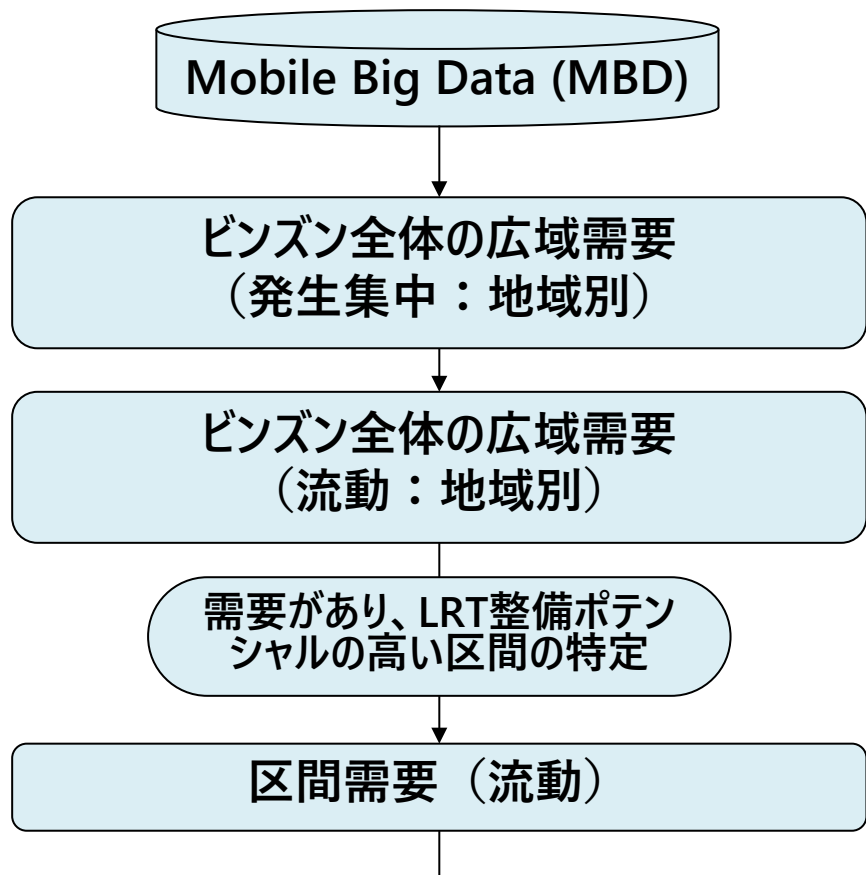 Mobile Big Data (MBD)
ビンズン全体の広域需要
（発生集中：地域別）
ビンズン全体の広域需要
（流動：地域別）
需要があり、LRT整備ポテン
シャルの高い区間の特定
区間需要（流動）